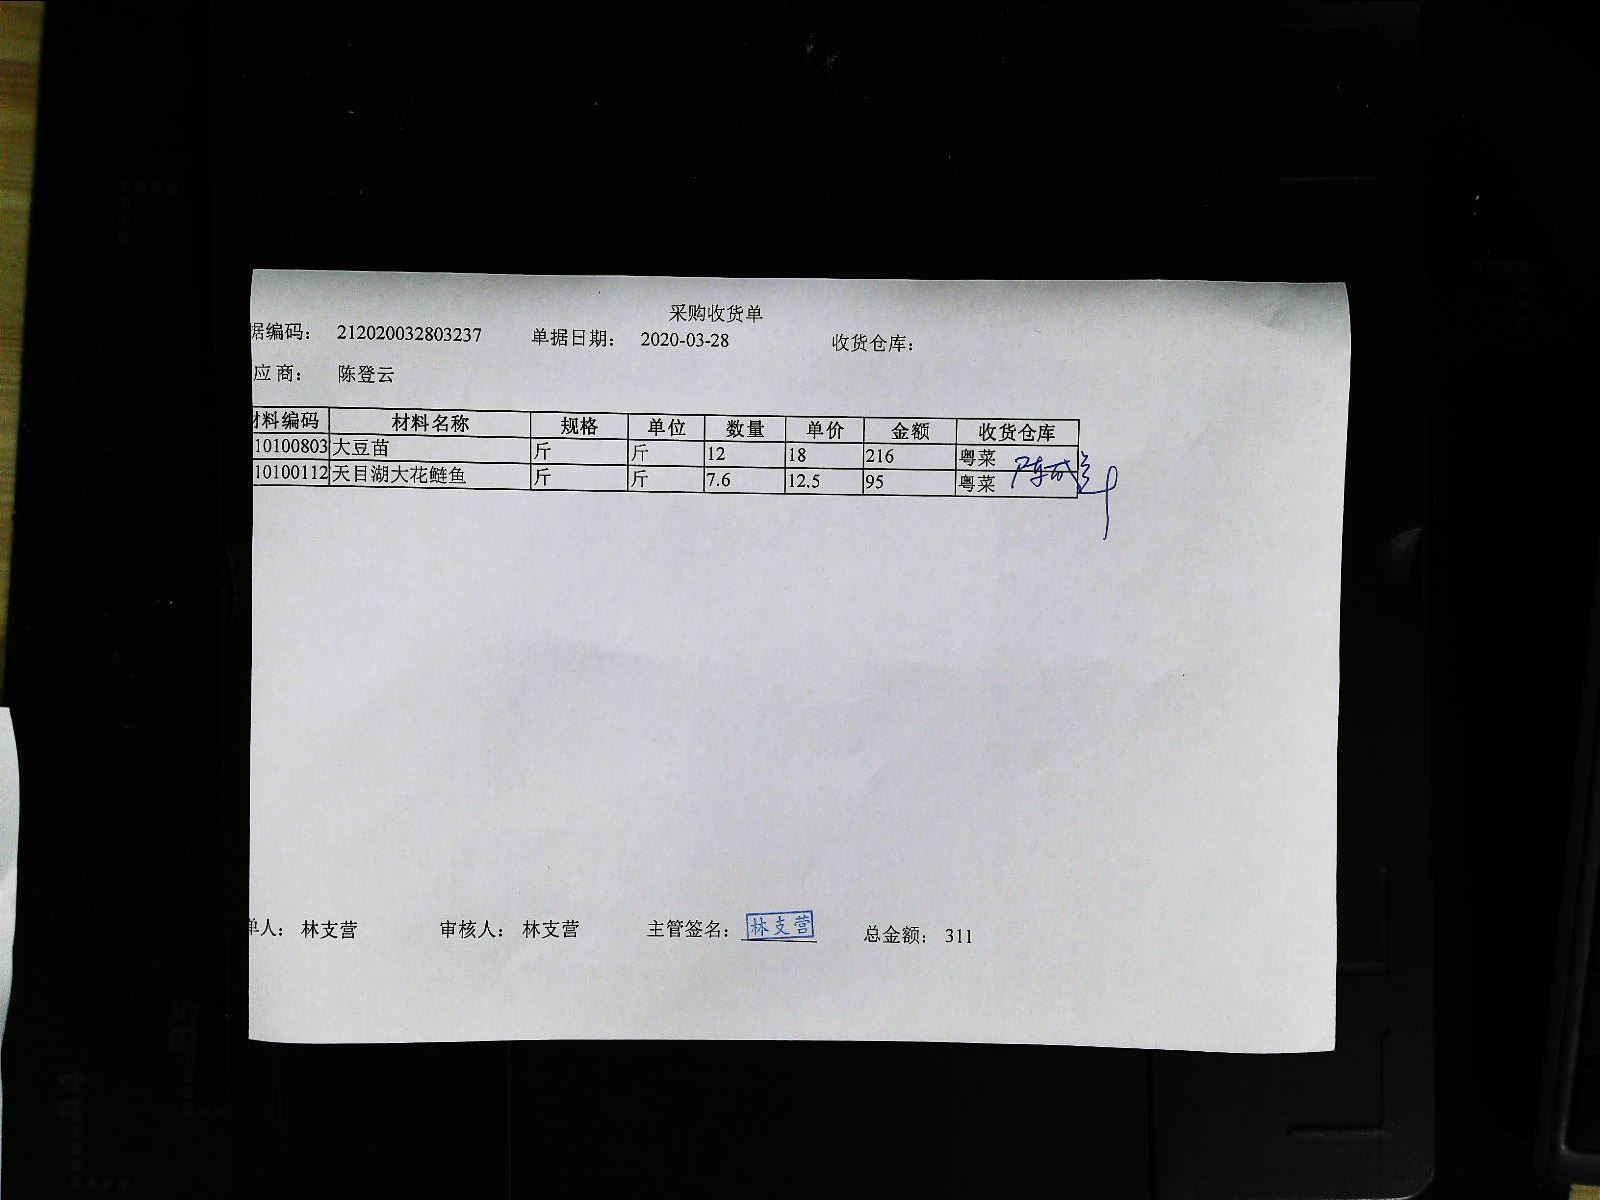 采购收货单
据编码： 212020032803237 单据日期： 2020-03-28 收货仓库：
应商： 陈登云
材料编码 材料名称 规格 单位 数量 单价 金额 收货仓库
10100803 大豆苗 斤 斤 12 18 216 粤菜
10100112 天目湖大花鲢鱼 斤 斤 7.6 12.5 95 粤菜
单人： 林支营 审核人： 林支营 主管签名： 林支营 总金额： 311